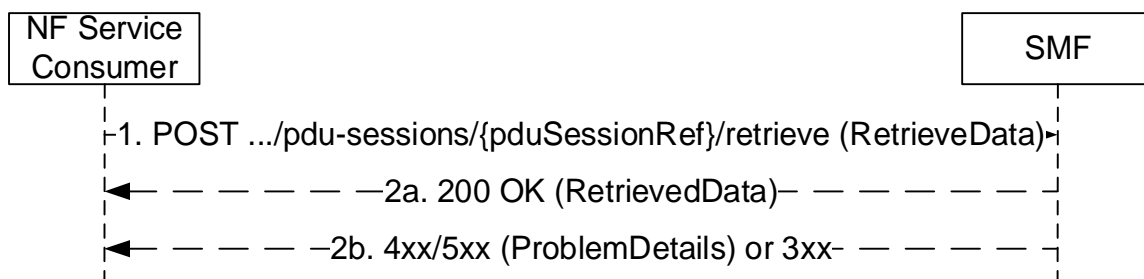 NF Service
Consumer
SMF
1. POST .../pdu-sessions/{pduSessionRef}/retrieve (RetrieveData)
2a. 200 OK (RetrievedData)
2b. 4xx/5xx (ProblemDetails) or 3xx